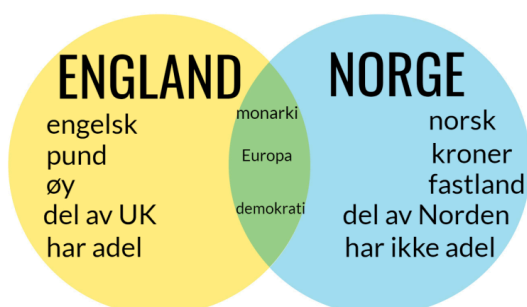 ENGLAND
engelsk
pund
øy
del av UK
har adel
monarki
Europa
demokrati
NORGE
norsk
kroner
fastland
del av Norden
har ikke adel